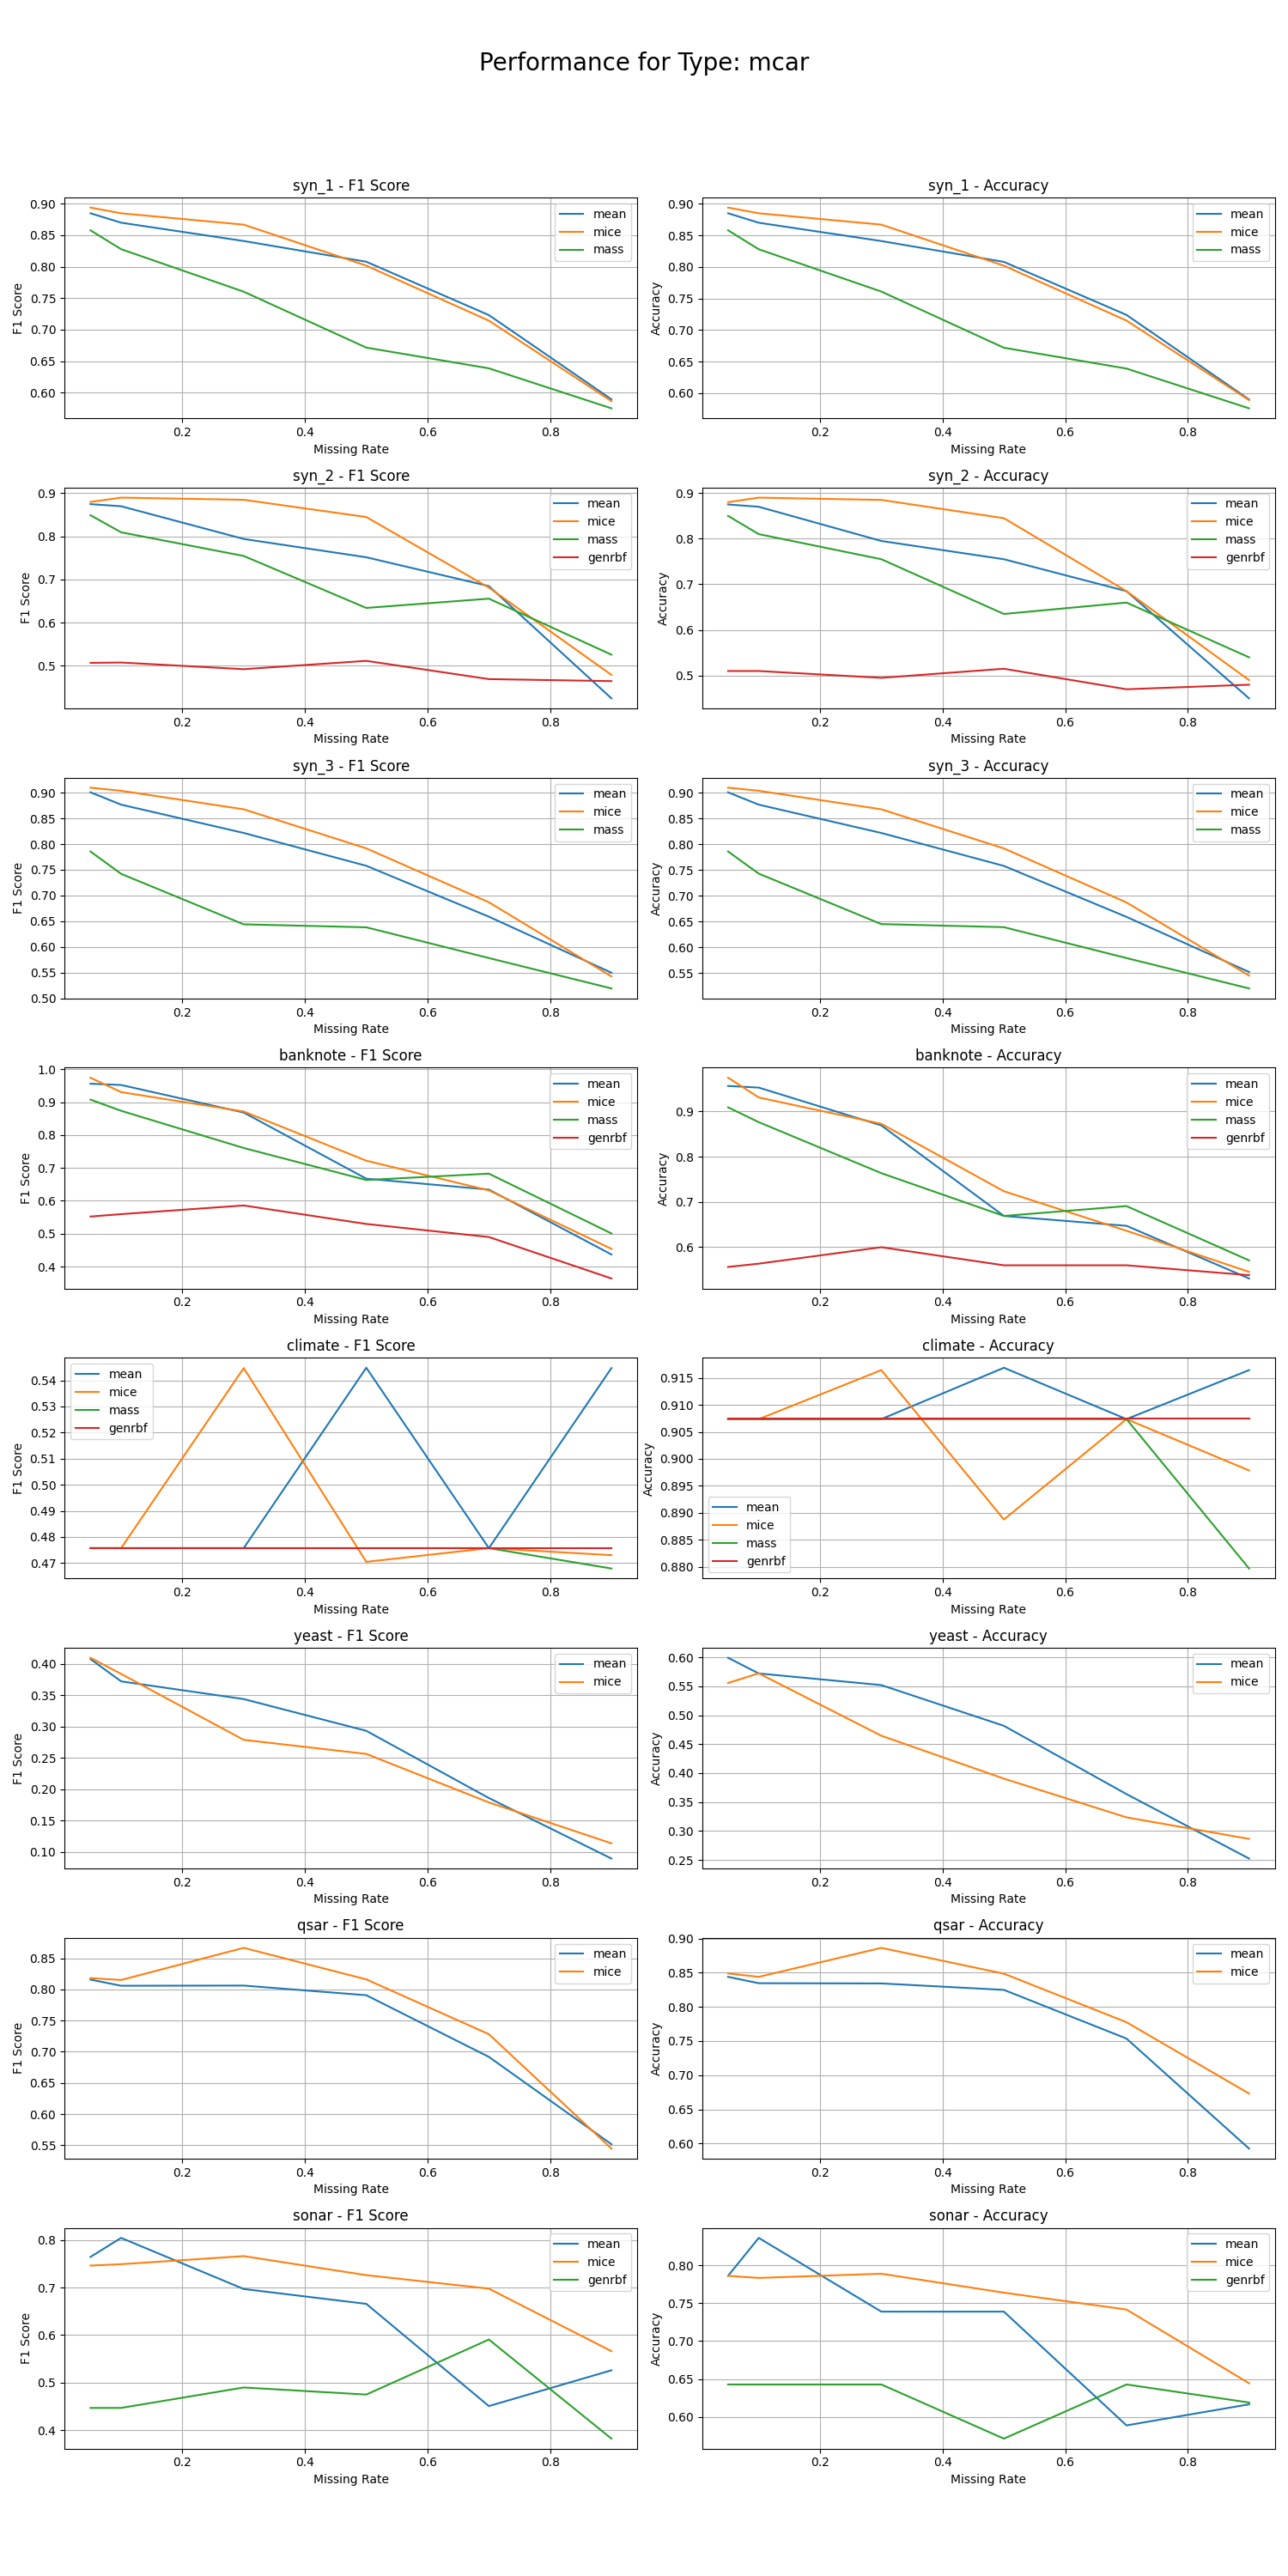 Performance for Type: mcar
syn_1 - F1 Score
F1 Score
0.90
0.85
0.80
0.75
0.70
0.65
0.60
mean
mice
mass
0.2 0.4 0.6 0.8
Missing Rate
syn_1 - Accuracy
Accuracy
0.90
0.85
0.80
0.75
0.70
0.65
0.60
mean
mice
mass
0.2 0.4 0.6 0.8
Missing Rate
syn_2 - F1 Score
F1 Score
0.9
0.8
0.7
0.6
0.5
mean
mice
mass
genrbf
0.2 0.4 0.6 0.8
Missing Rate
syn_2 - Accuracy
Accuracy
0.9
0.8
0.7
0.6
0.5
mean
mice
mass
genrbf
0.2 0.4 0.6 0.8
Missing Rate
syn_3 - F1 Score
F1 Score
0.90
0.85
0.80
0.75
0.70
0.65
0.60
0.55
0.50
mean
mice
mass
0.2 0.4 0.6 0.8
Missing Rate
syn_3 - Accuracy
Accuracy
0.90
0.85
0.80
0.75
0.70
0.65
0.60
0.55
mean
mice
mass
0.2 0.4 0.6 0.8
Missing Rate
banknote - F1 Score
F1 Score
1.0
0.9
0.8
0.7
0.6
0.5
0.4
mean
mice
mass
genrbf
0.2 0.4 0.6 0.8
Missing Rate
banknote - Accuracy
Accuracy
0.9
0.8
0.7
0.6
mean
mice
mass
genrbf
0.2 0.4 0.6 0.8
Missing Rate
climate - F1 Score
F1 Score
0.54
0.53
0.52
0.51
0.50
0.49
0.48
0.47
mean
mice
mass
genrbf
0.2 0.4 0.6 0.8
Missing Rate
climate - Accuracy
Accuracy
0.915
0.910
0.905
0.900
0.895
0.890
0.885
0.880
mean
mice
mass
genrbf
0.2 0.4 0.6 0.8
Missing Rate
yeast - F1 Score
F1 Score
0.40
0.35
0.30
0.25
0.20
0.15
0.10
mean
mice
0.2 0.4 0.6 0.8
Missing Rate
yeast - Accuracy
Accuracy
0.60
0.55
0.50
0.45
0.40
0.35
0.30
0.25
mean
mice
0.2 0.4 0.6 0.8
Missing Rate
qsar - F1 Score
F1 Score
0.85
0.80
0.75
0.70
0.65
0.60
0.55
mean
mice
0.2 0.4 0.6 0.8
Missing Rate
qsar - Accuracy
Accuracy
0.90
0.85
0.80
0.75
0.70
0.65
0.60
mean
mice
0.2 0.4 0.6 0.8
Missing Rate
sonar - F1 Score
F1 Score
0.8
0.7
0.6
0.5
0.4
mean
mice
genrbf
0.2 0.4 0.6 0.8
Missing Rate
sonar - Accuracy
Accuracy
0.80
0.75
0.70
0.65
0.60
mean
mice
genrbf
0.2 0.4 0.6 0.8
Missing Rate